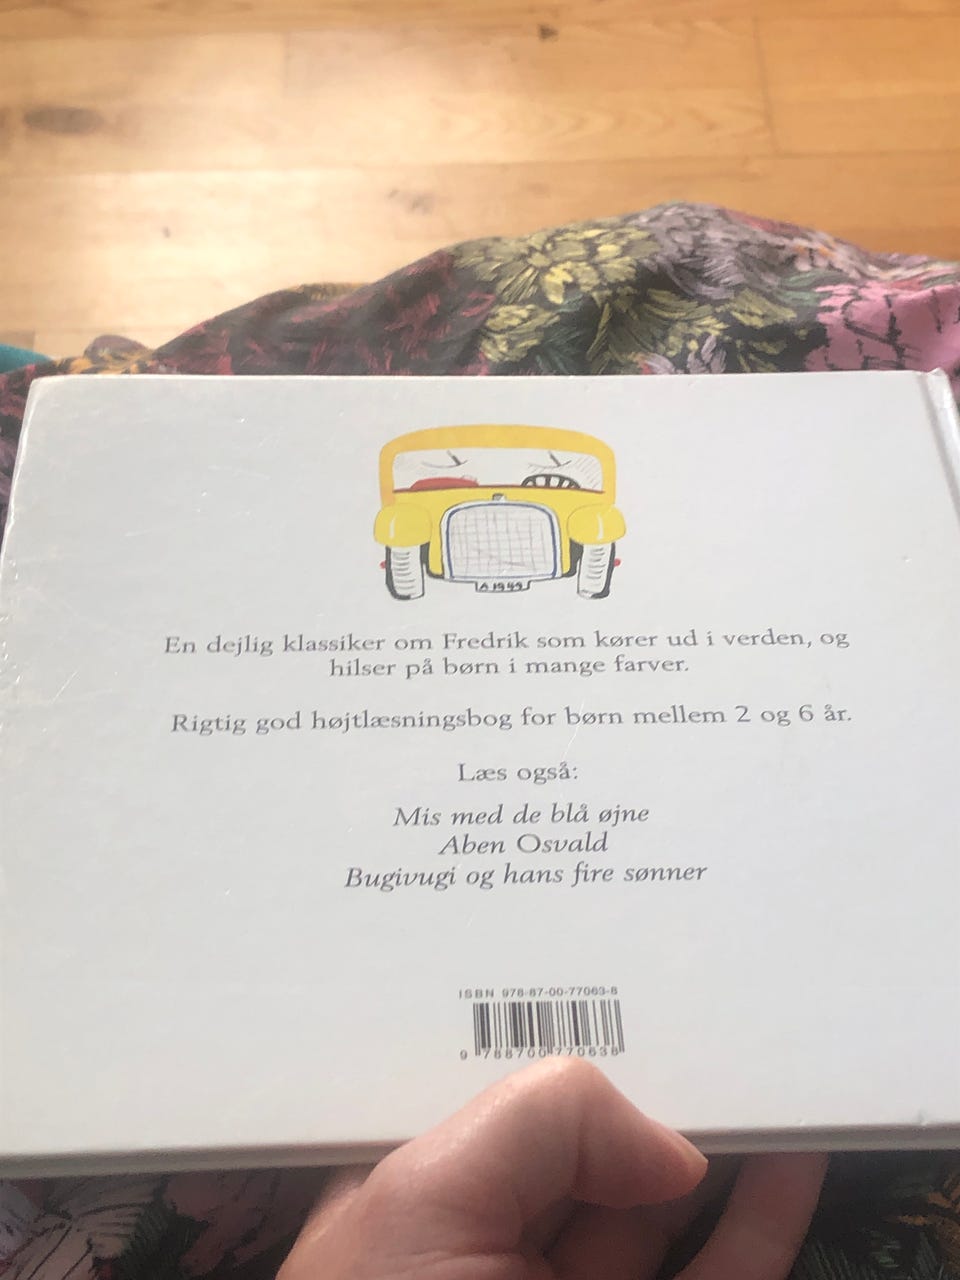 A 1949
En dejlig klassiker om Fredrik som kører ud i verden, og
hilser på børn i mange farver.
Rigtig god højtlæsningsbog for børn mellem 2 og 6 år.
Læs også:
Mis med de blå øjne
Aben Osvald
Bugivugi og hans fire sønner
ISBN 978-87-00-77063-8
9 788700 770638